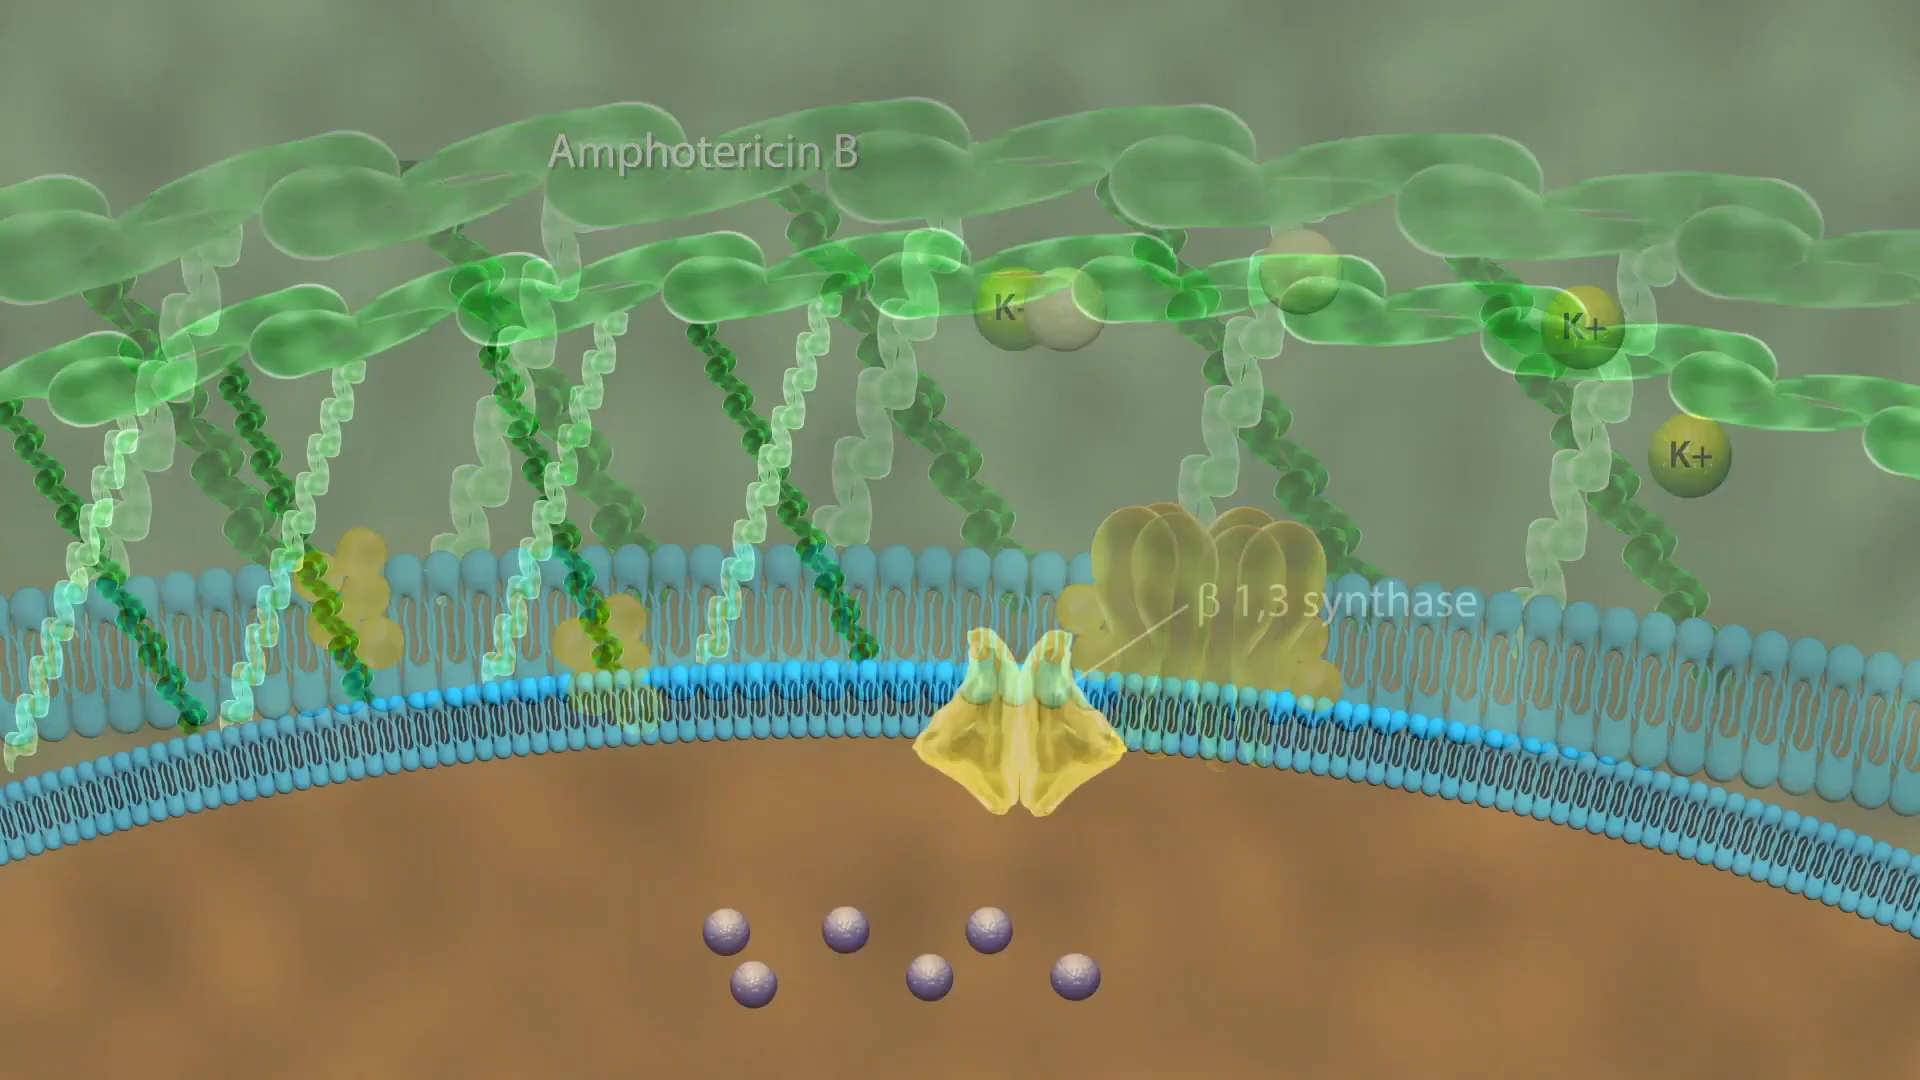 Amphotericin B
K-
K+
K+
β 1,3 synthase